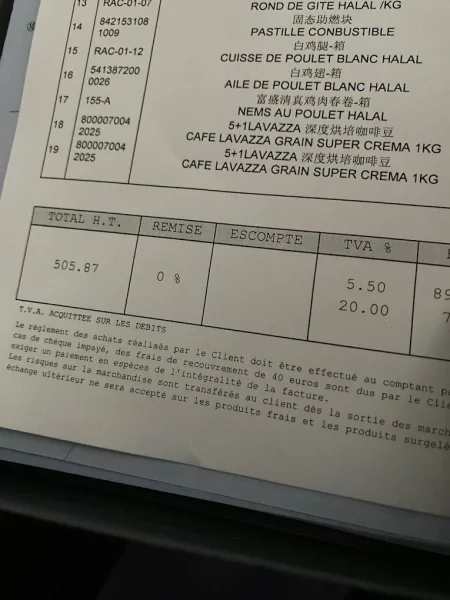 13 RAC-01-07 ROND DE GITE HALAL /KG
固态助燃块
14 842153108 1009 PASTILLE CONBUSTIBLE
白鸡腿-箱
15 RAC-01-12 CUISSE DE POULET BLANC HALAL
白鸡翅-箱
16 541387200 0026 AILE DE POULET BLANC HALAL
富盛清真鸡肉春卷-箱
17 155-A NEMS AU POULET HALAL
5+1LAVAZZA 深度烘培咖啡豆
18 800007004 2025 CAFE LAVAZZA GRAIN SUPER CREMA 1KG
5+1LAVAZZA 深度烘培咖啡豆
19 800007004 2025 CAFE LAVAZZA GRAIN SUPER CREMA 1KG
TOTAL H.T. REMISE ESCOMPTE TVA %
505.87 0 % 5.50 89
20.00 7
T.V.A. ACQUITTEE SUR LES DEBITS
Le réglement des achats réalisés par le Client doit être effectué au comptant
cas de chèque impayé, des frais de recouvrement de 40 euros sont dus par le
exiger un paiement en espèces de l'intégralité de la facture.
Les risques sur la marchandise sont transférés au client dès la sortie des
échange ultérieur ne sera accepté sur les produits frais et les produits